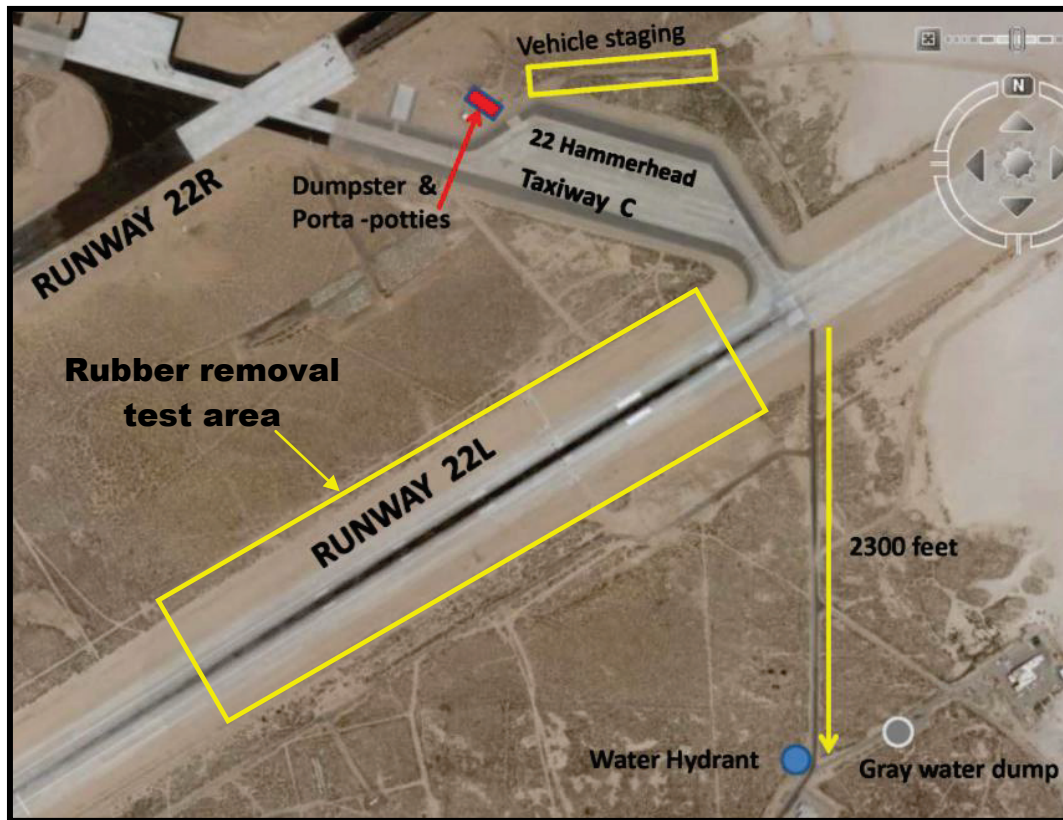 Vehicle staging
N
22 Hammerhead
Taxiway C
Dumpster &
Porta -potties
RUNWAY 22R
Rubber removal
test area
RUNWAY 22L
2300 feet
Water Hydrant
Gray water dump